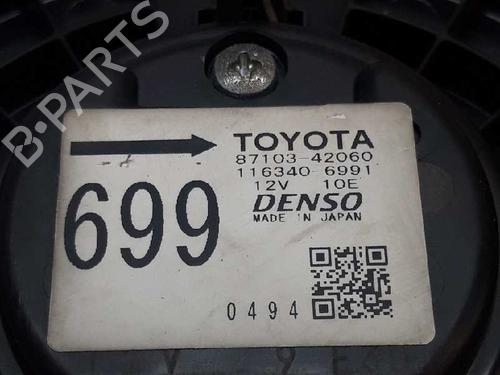 B-PARTS
TOYOTA
87103-42060
116340-6991
12V 10E
DENSO
MADE IN JAPAN
699
0494